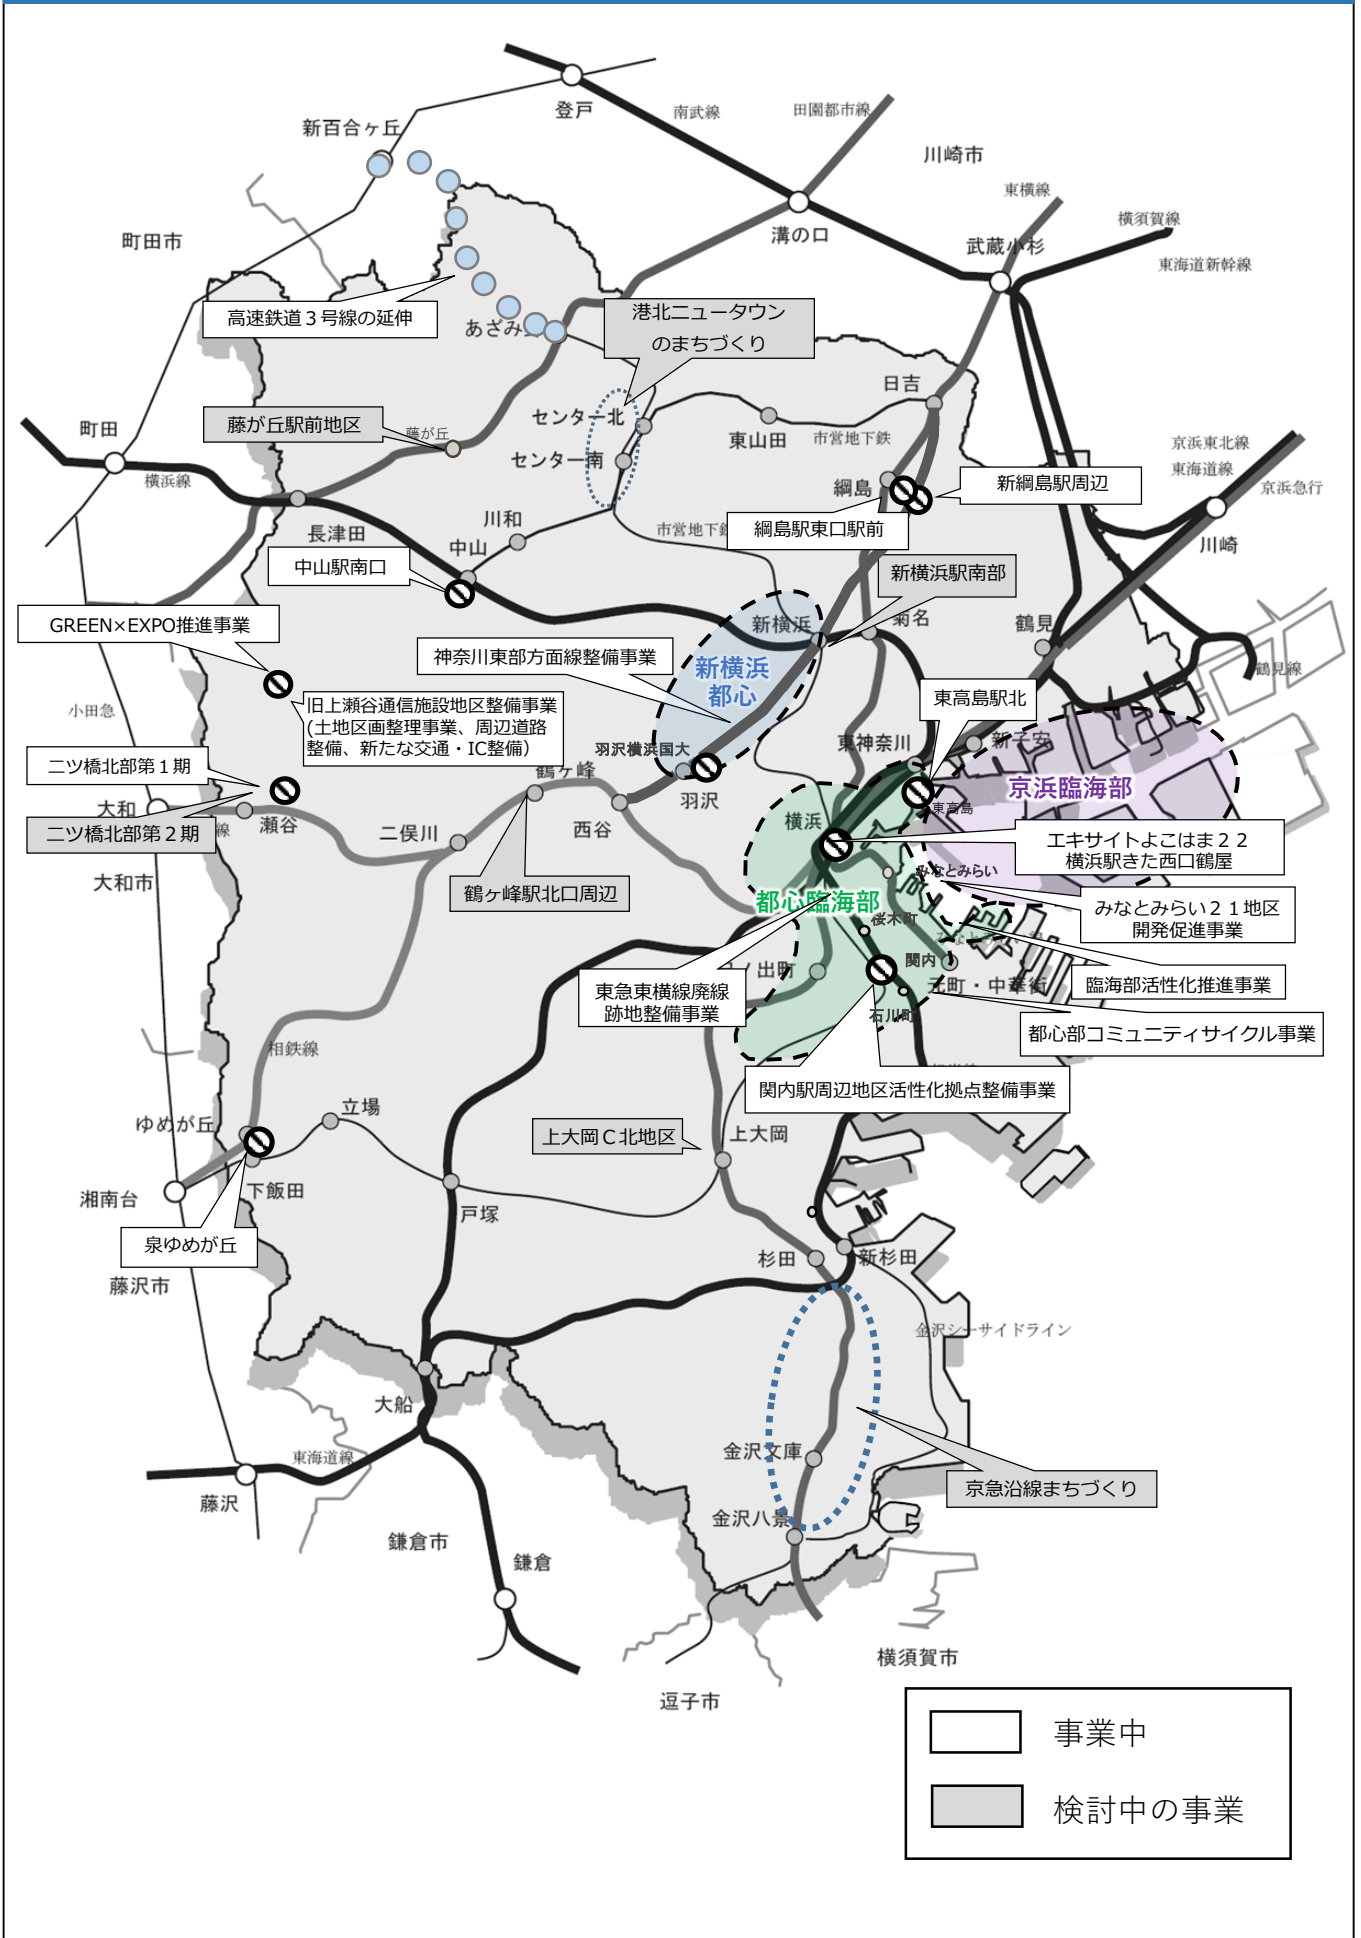 登戸
南武線
田園都市線
新百合ヶ丘
川崎市
東横線
横須賀線
町田市
溝の口
武蔵小杉
東海道新幹線
高速鉄道３号線の延伸
港北ニュータウン
のまちづくり
あざみ
日吉
藤が丘駅前地区
藤が丘
センター北
町田
東山田
市営地下鉄
京浜東北線
東海道線
京浜急行
横浜線
センター南
綱島
新綱島駅周辺
川和
市営地下鉄
綱島駅東口駅前
長津田
中山
川崎
中山駅南口
新横浜駅南部
GREEN×EXPO推進事業
新横浜
菊名
鶴見
神奈川東部方面線整備事業
新横浜
都心
鶴見線
小田急
旧上瀬谷通信施設地区整備事業
(土地区画整理事業、周辺道路
整備、新たな交通・IC整備）
東高島駅北
羽沢横浜国大
東神奈川
新子安
二ツ橋北部第１期
鶴ヶ峰
羽沢
京浜臨海部
大和
瀬谷
東高島
二ツ橋北部第２期
線
二俣川
西谷
横浜
エキサイトよこはま２２
横浜駅きた西口鶴屋
大和市
鶴ヶ峰駅北口周辺
みなとみらい
都心臨海部
みなとみらい２１地区
開発促進事業
桜木町
みなとみらい線
関内
ノ出町
東急東横線廃線
跡地整備事業
元町・中華街
臨海部活性化推進事業
石川町
都心部コミュニティサイクル事業
相鉄線
関内駅周辺地区活性化拠点整備事業
ゆめが丘
立場
上大岡Ｃ北地区
上大岡
湘南台
下飯田
戸塚
泉ゆめが丘
杉田
新杉田
藤沢市
金沢シーサイドライン
大船
東海道線
金沢文庫
京急沿線まちづくり
藤沢
金沢八景
鎌倉市
鎌倉
横須賀市
逗子市
事業中
検討中の事業